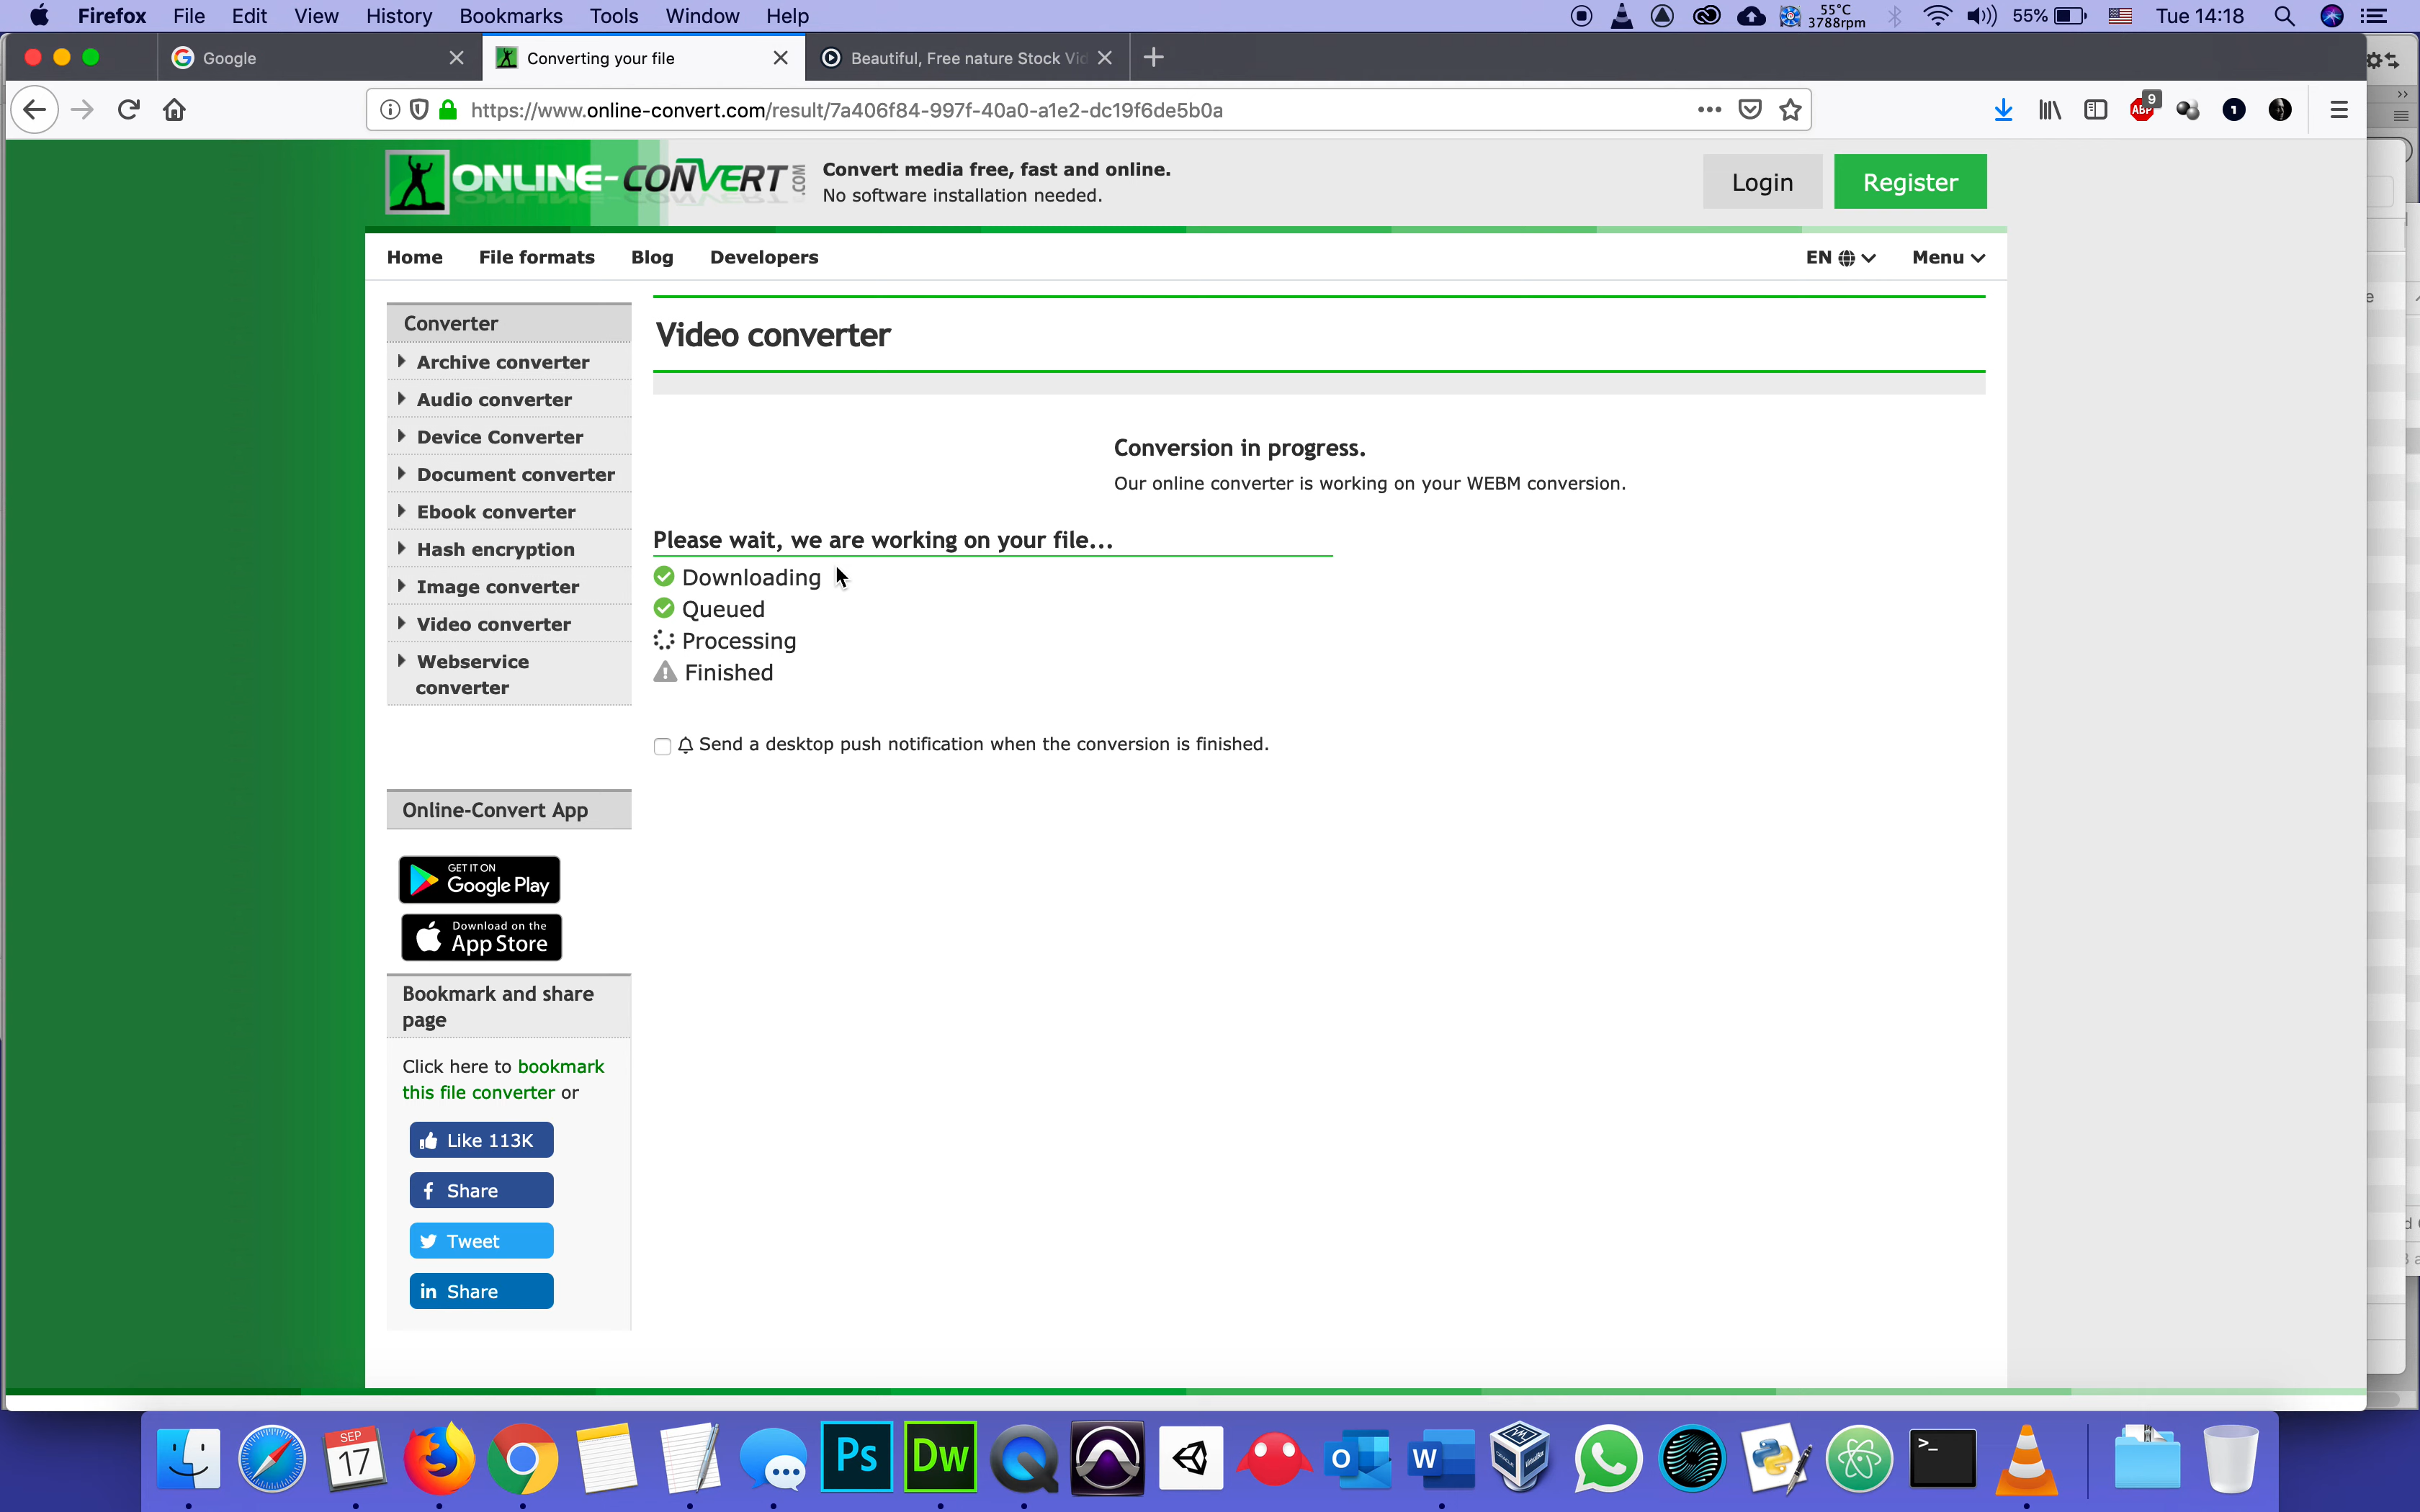 Firefox File Edit View History Bookmarks Tools Window Help
55°C
3788rpm
55%
Tue 14:18
Google
Converting your file
Beautiful, Free nature Stock Vid
https://www.online-convert.com/result/7a406f84-997f-40a0-a1e2-dc19f6de5b0a
ABP
9
1
ONLINE-CONVERT.COM
Convert media free, fast and online.
No software installation needed.
Login
Register
Home
File formats
Blog
Developers
EN
Menu
Converter
Archive converter
Audio converter
Device Converter
Document converter
Ebook converter
Hash encryption
Image converter
Video converter
Webservice
converter
Video converter
Conversion in progress.
Our online converter is working on your WEBM conversion.
Please wait, we are working on your file...
Downloading
Queued
Processing
Finished
Send a desktop push notification when the conversion is finished.
Online-Convert App
GET IT ON
Google Play
Download on the
App Store
Bookmark and share
page
Click here to bookmark
this file converter or
Like 113K
Share
Tweet
in Share
SEP
17
Ps
Dw
O
W
>_